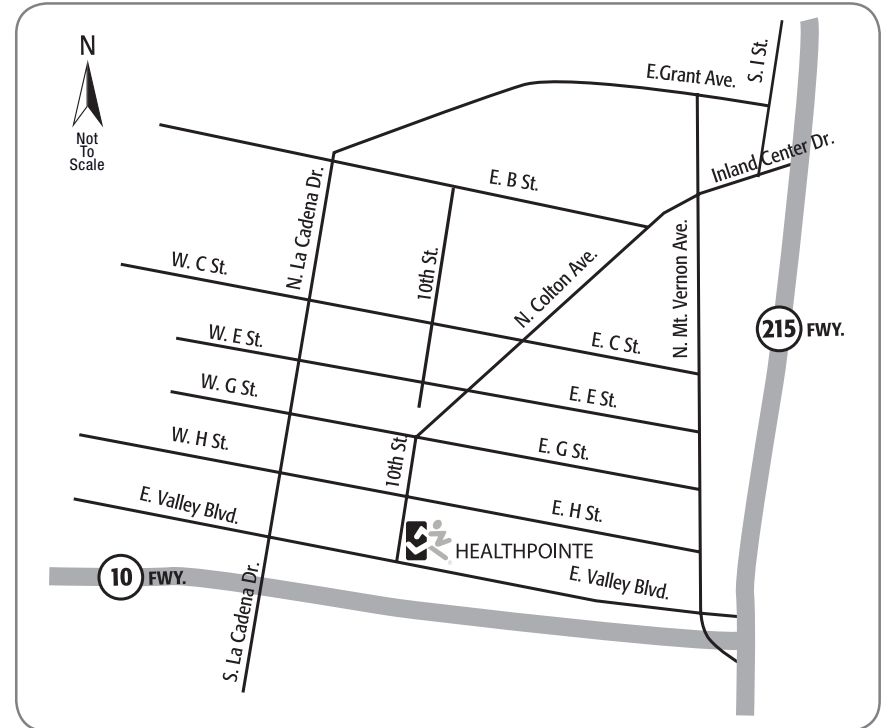 N
Not
To
Scale
E.Grant Ave.
S. I St.
Inland Center Dr.
E. B St.
N. La Cadena Dr.
10th St.
N. Colton Ave.
N. Mt. Vernon Ave.
W. C St.
E. C St.
215 FWY.
W. E St.
E. E St.
W. G St.
E. G St.
W. H St.
10th St.
E. H St.
E. Valley Blvd.
HEALTHPOINTE
E. Valley Blvd.
10 FWY.
S. La Cadena Dr.